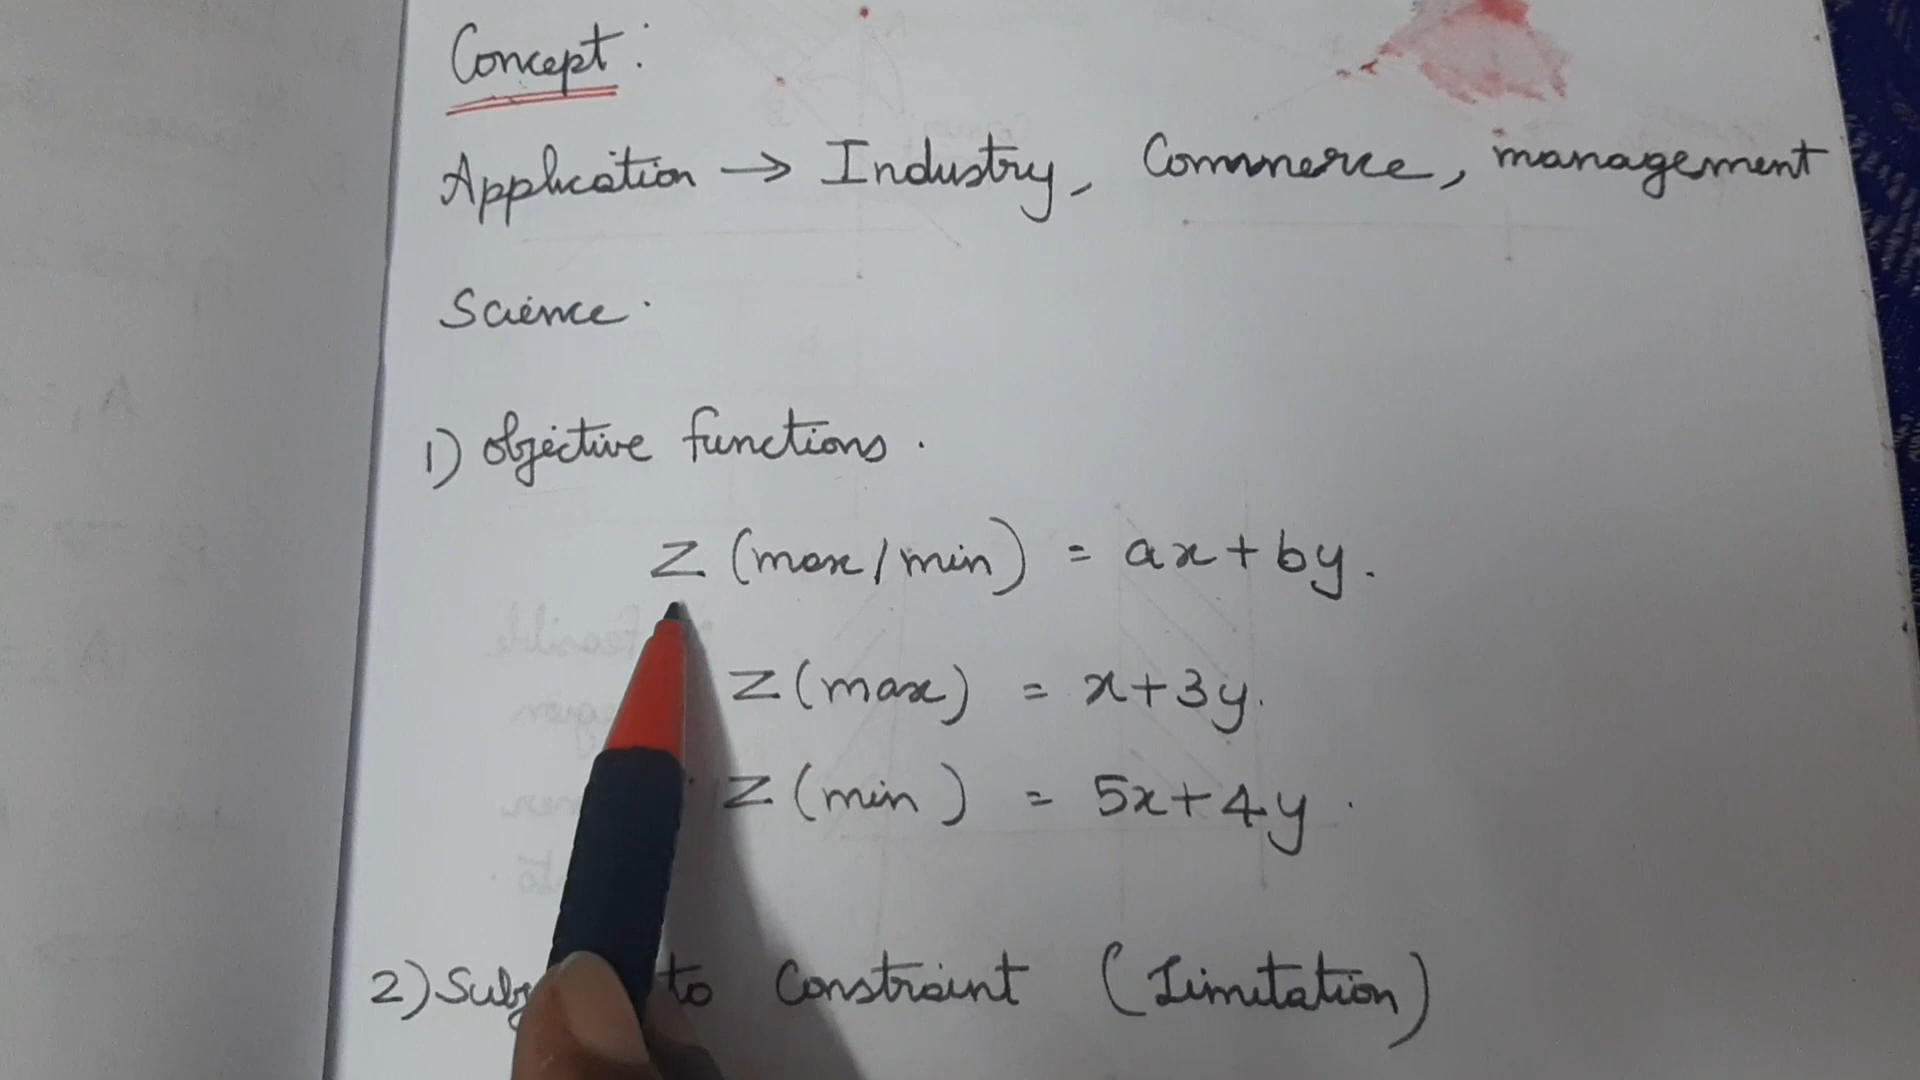 Concept :
Application → Industry, Commerce, management
Science.
1) Objective functions.
Z (max/min) = ax + by.
Z (max) = x + 3y.
Z (min) = 5x + 4y.
2) to Constraint (Limitation)